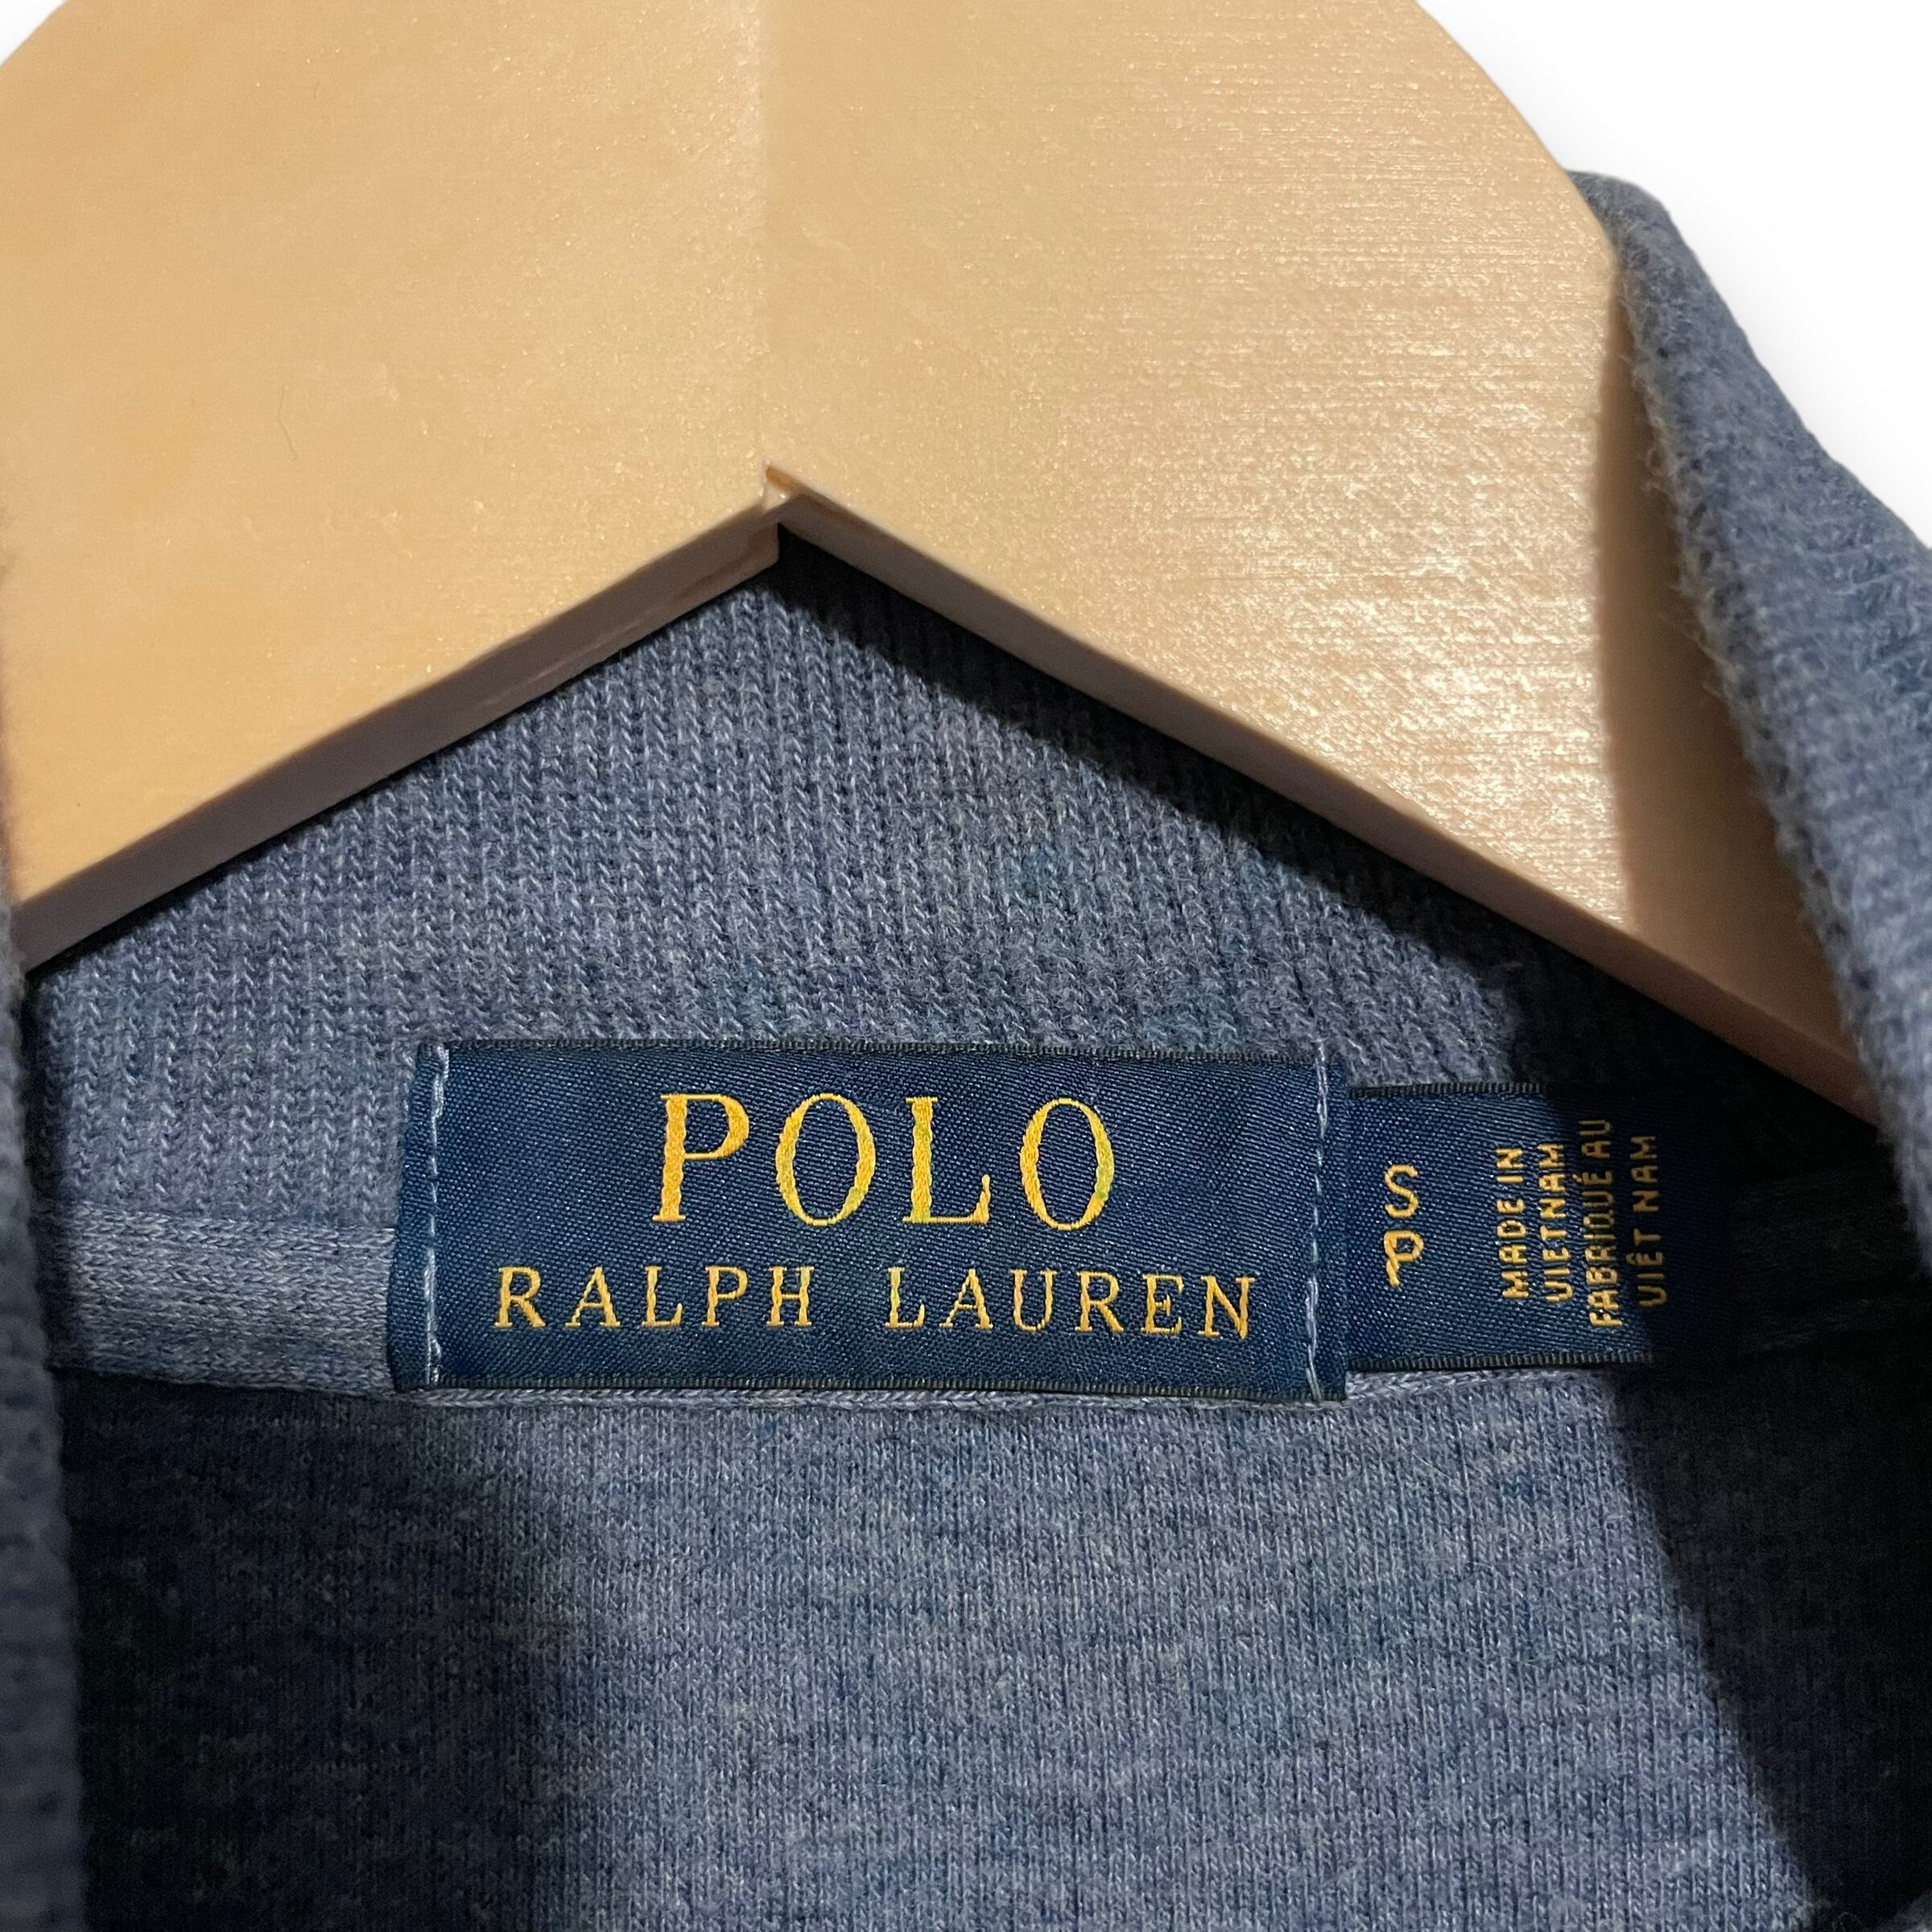 POLO
RALPH LAUREN
S
P
MADE IN
VIETNAM
FABRIQUÉ AU
VIÊT NAM